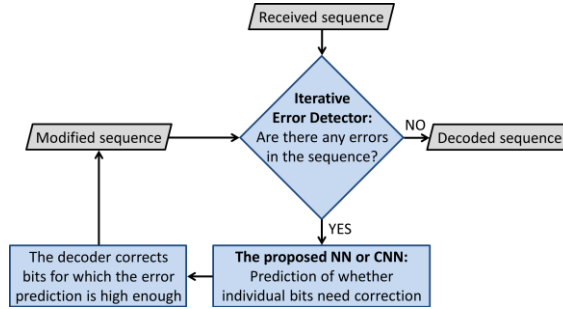 Received sequence
Iterative
Error Detector:
Are there any errors
in the sequence?
NO
Modified sequence
Decoded sequence
YES
The decoder corrects
bits for which the error
prediction is high enough
The proposed NN or CNN:
Prediction of whether
individual bits need correction